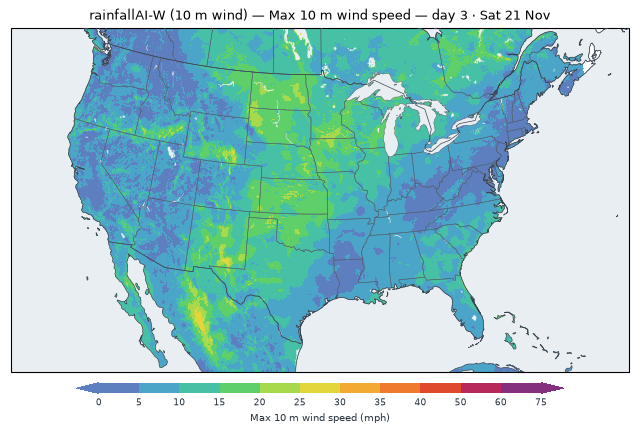 rainfallAI-W (10 m wind) — Max 10 m wind speed — day 3 · Sat 21 Nov
0 5 10 15 20 25 30 35 40 50 60 75
Max 10 m wind speed (mph)